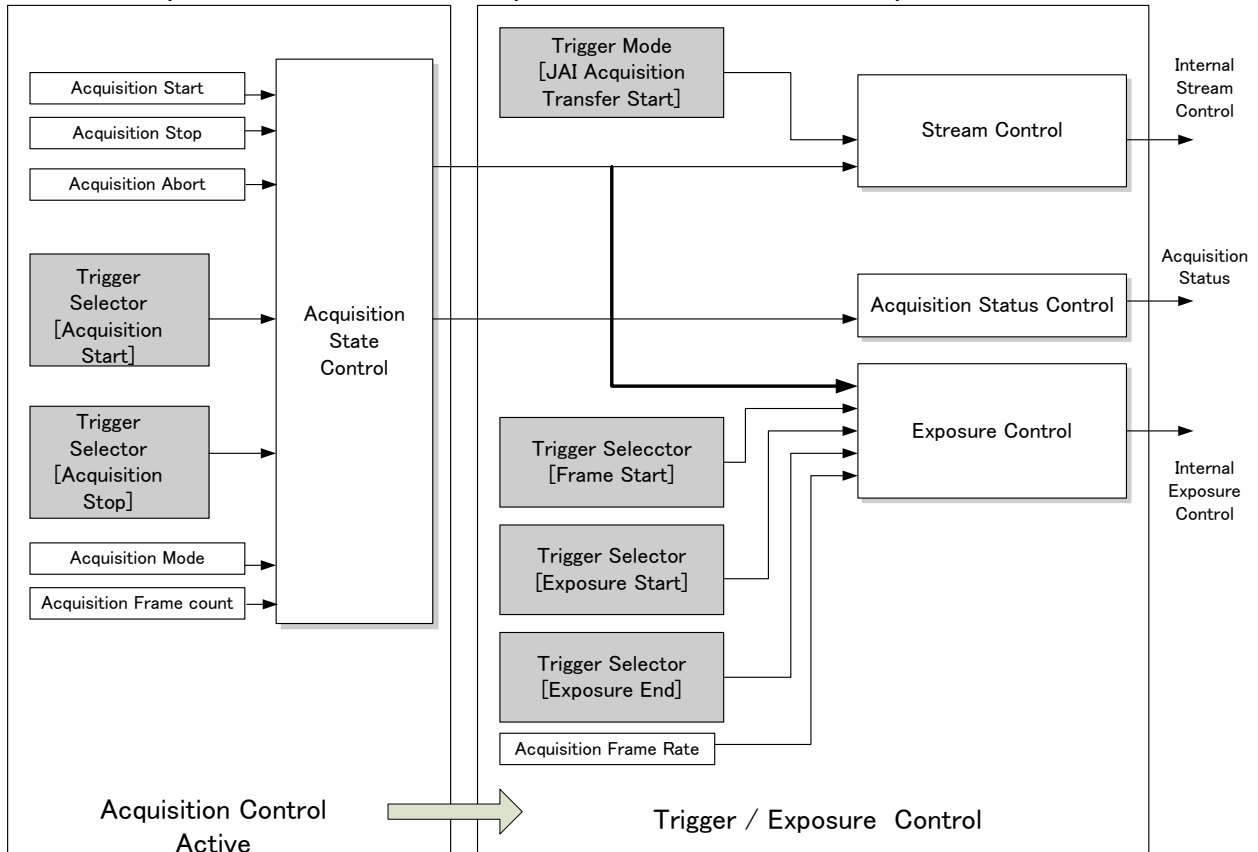 Acquisition Start
Acquisition Stop
Acquisition Abort
Trigger
Selector
[Acquisition
Start]
Trigger
Selector
[Acquisition
Stop]
Acquisition Mode
Acquisition Frame count
Acquisition
State
Control
Acquisition Control
Active
Trigger Mode
[JAI Acquisition
Transfer Start]
Stream Control
Internal
Stream
Control
Acquisition Status Control
Acquisition
Status
Trigger Selecctor
[Frame Start]
Exposure Control
Internal
Exposure
Control
Trigger Selector
[Exposure Start]
Trigger Selector
[Exposure End]
Acquisition Frame Rate
Trigger / Exposure Control